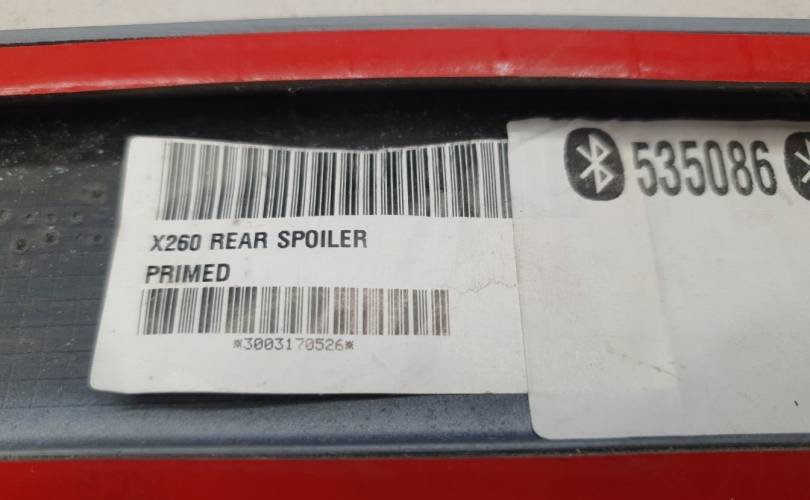 535086
X260 REAR SPOILER
PRIMED
*3003170526*